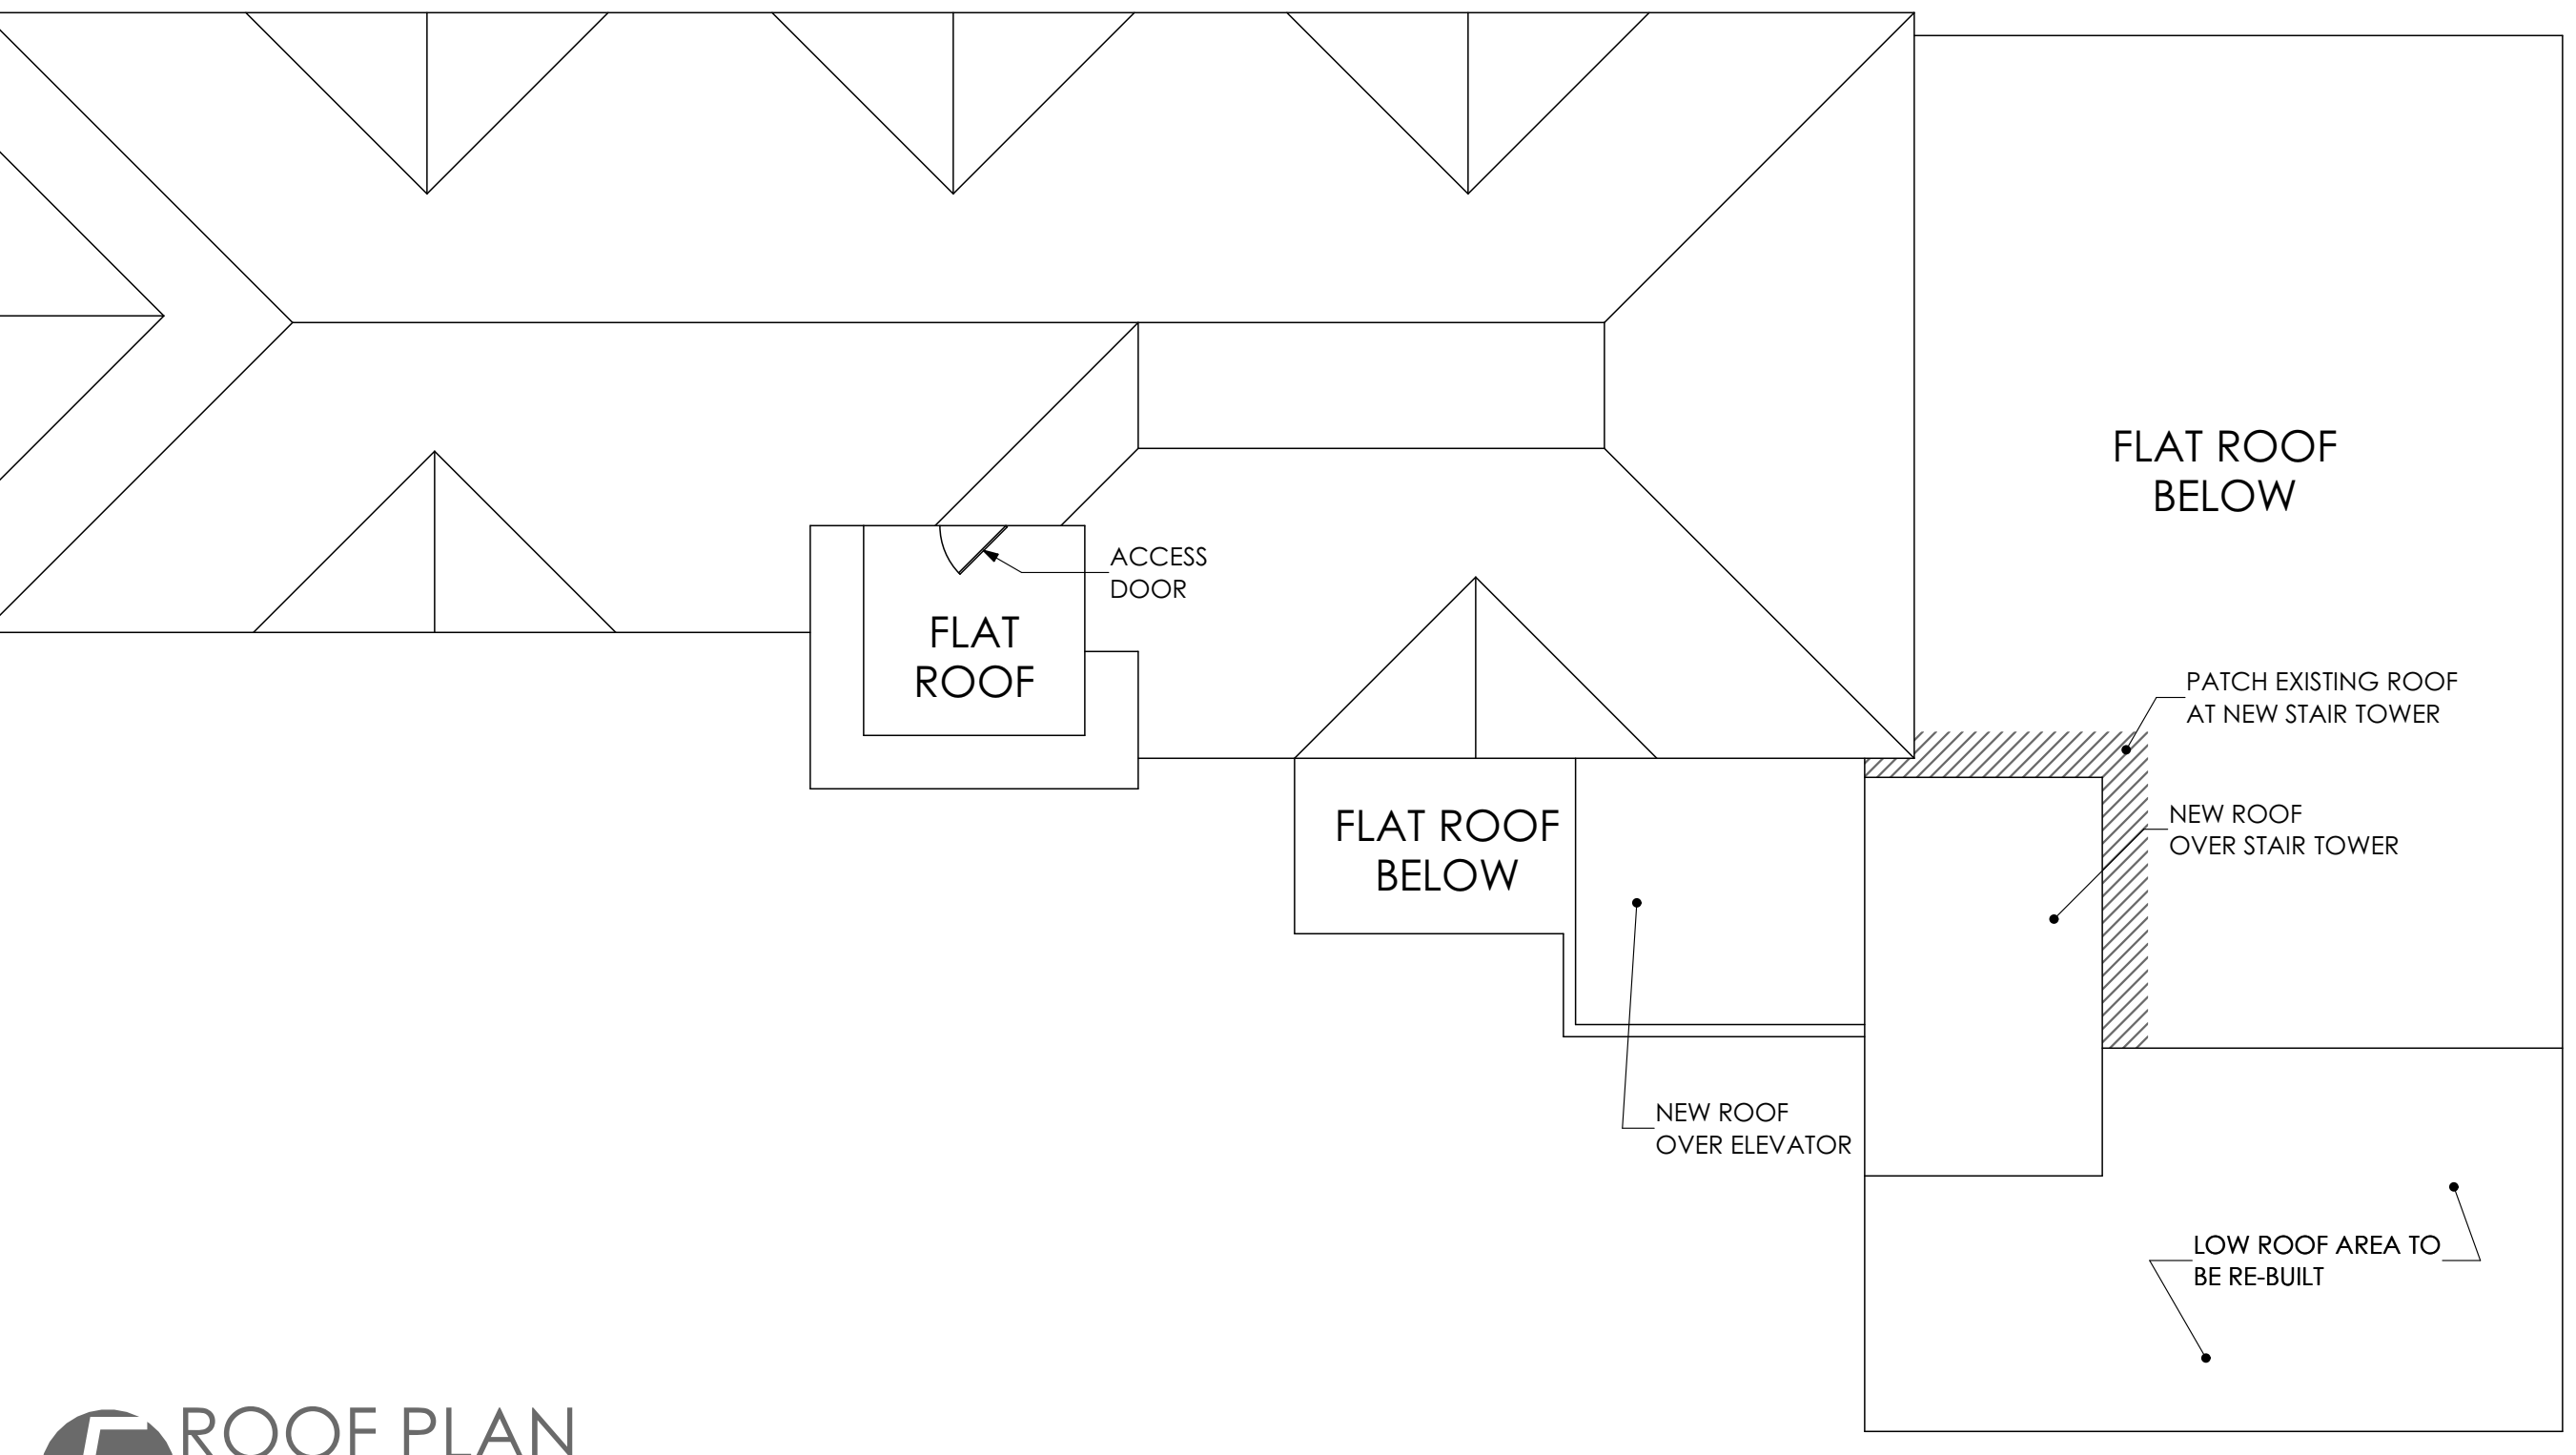 FLAT ROOF
BELOW
ACCESS
DOOR
FLAT
ROOF
PATCH EXISTING ROOF
AT NEW STAIR TOWER
NEW ROOF
OVER STAIR TOWER
FLAT ROOF
BELOW
NEW ROOF
OVER ELEVATOR
LOW ROOF AREA TO
BE RE-BUILT
ROOF PLAN